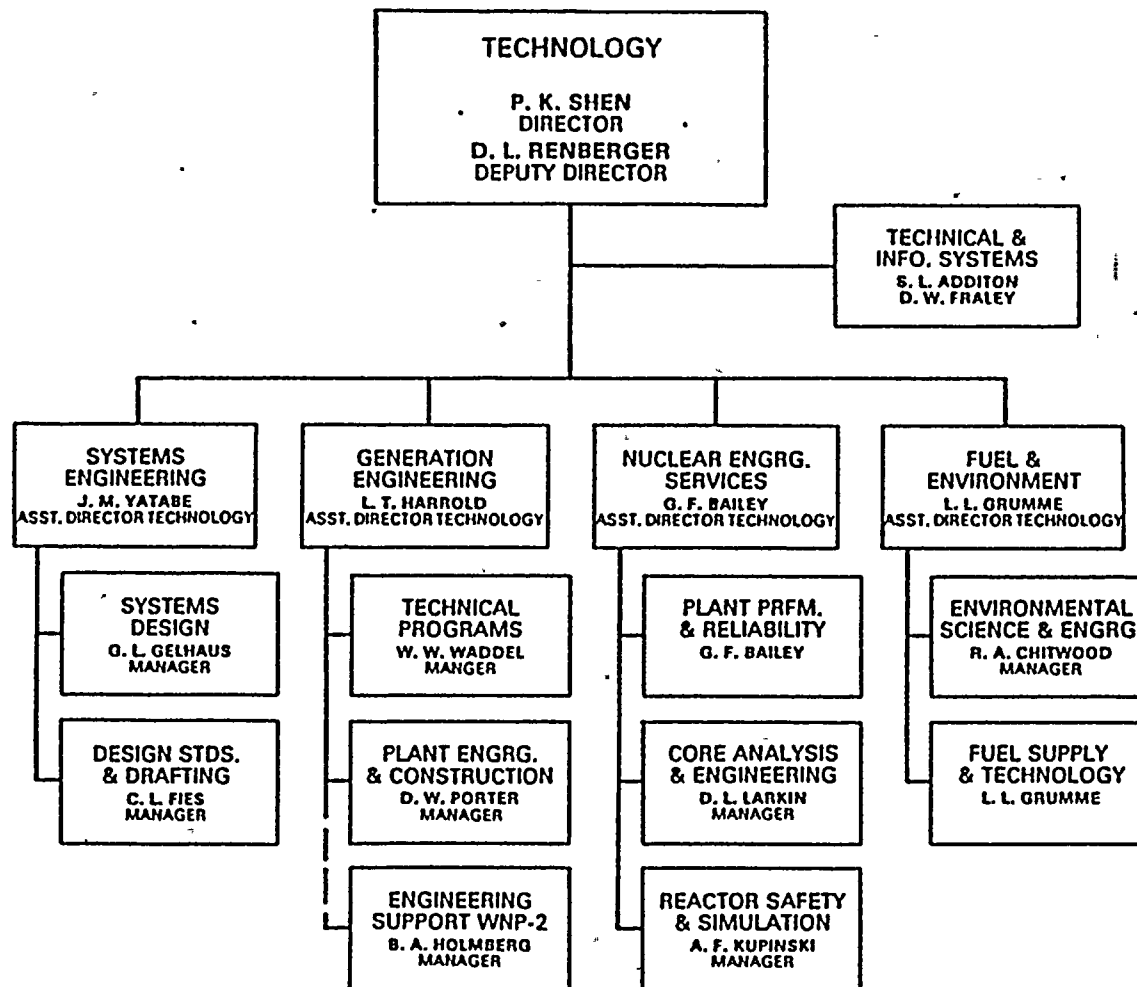 TECHNOLOGY
P. K. SHEN
DIRECTOR
D. L. RENBERGER
DEPUTY DIRECTOR
TECHNICAL &
INFO. SYSTEMS
S. L. ADDITON
D. W. FRALEY
SYSTEMS
ENGINEERING
J. M. YATABE
ASST. DIRECTOR TECHNOLOGY
SYSTEMS
DESIGN
G. L. GELHAUS
MANAGER
DESIGN STDS.
& DRAFTING
C. L. FIES
MANAGER
GENERATION
ENGINEERING
L. T. HARROLD
ASST. DIRECTOR TECHNOLOGY
TECHNICAL
PROGRAMS
W. W. WADDEL
MANGER
PLANT ENGRG.
& CONSTRUCTION
D. W. PORTER
MANAGER
ENGINEERING
SUPPORT WNP-2
B. A. HOLMBERG
MANAGER
NUCLEAR ENGRG.
SERVICES
G. F. BAILEY
ASST. DIRECTOR TECHNOLOGY
PLANT PRFM.
& RELIABILITY
G. F. BAILEY
CORE ANALYSIS
& ENGINEERING
D. L. LARKIN
MANAGER
REACTOR SAFETY
& SIMULATION
A. F. KUPINSKI
MANAGER
FUEL &
ENVIRONMENT
L. L. GRUMME
ASST. DIRECTOR TECHNOLOGY
ENVIRONMENTAL
SCIENCE & ENGRG
R. A. CHITWOOD
MANAGER
FUEL SUPPLY
& TECHNOLOGY
L. L. GRUMME